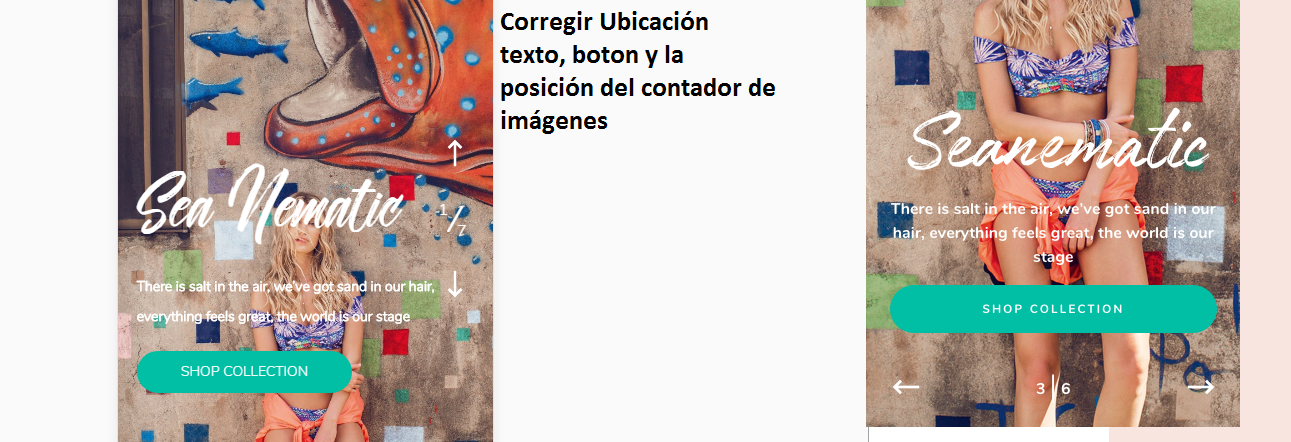 Sea Nematic
1/7
There is salt in the air, we've got sand in our hair,
everything feels great, the world is our stage
SHOP COLLECTION
Corregir Ubicación
texto, boton y la
posición del contador de
imágenes
Seanematic
There is salt in the air, we've got sand in our
hair, everything feels great, the world is our
stage
SHOP COLLECTION
3 | 6